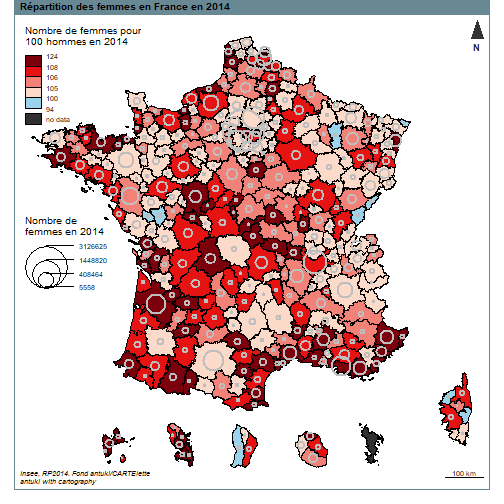 Répartition des femmes en France en 2014
Nombre de femmes pour
100 hommes en 2014
124
108
106
105
100
94
no data
N
Nombre de
femmes en 2014
3126625
1448820
408464
5558
Insee, RP2014. Fond antuki/CARTElette
antuki with cartography
100 km